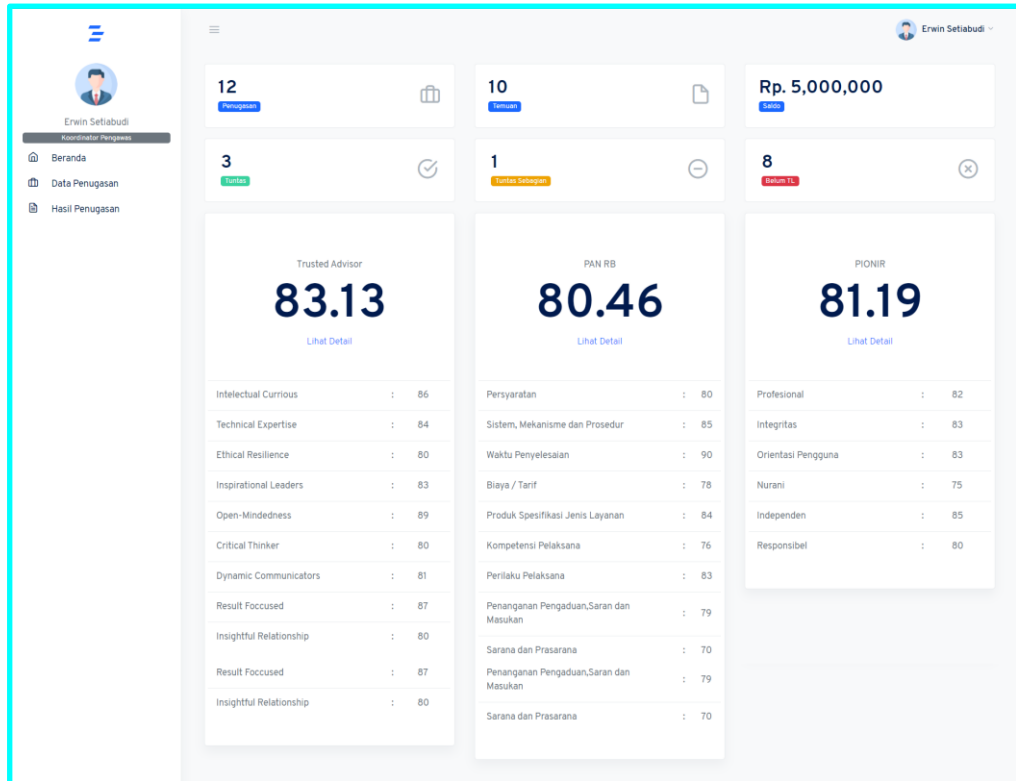 Erwin Setiabudi
Erwin Setiabudi
Koordinator Pengawas
Beranda
Data Penugasan
Hasil Penugasan
12
Penugasan
10
Temuan
Rp. 5,000,000
Saldo
3
Tuntas
1
Tuntas Sebagian
8
Belum TL
Trusted Advisor
83.13
Lihat Detail
Intelectual Currious : 86
Technical Expertise : 84
Ethical Resilience : 80
Inspirational Leaders : 83
Open-Mindedness : 89
Critical Thinker : 80
Dynamic Communicators : 81
Result Foccused : 87
Insightful Relationship : 80
Result Foccused : 87
Insightful Relationship : 80
PAN RB
80.46
Lihat Detail
Persyaratan : 80
Sistem, Mekanisme dan Prosedur : 85
Waktu Penyelesaian : 90
Biaya / Tarif : 78
Produk Spesifikasi Jenis Layanan : 84
Kompetensi Pelaksana : 76
Perilaku Pelaksana : 83
Penanganan Pengaduan,Saran dan
Masukan : 79
Sarana dan Prasarana : 70
Penanganan Pengaduan,Saran dan
Masukan : 79
Sarana dan Prasarana : 70
PIONIR
81.19
Lihat Detail
Profesional : 82
Integritas : 83
Orientasi Pengguna : 83
Nurani : 75
Independen : 85
Responsibel : 80